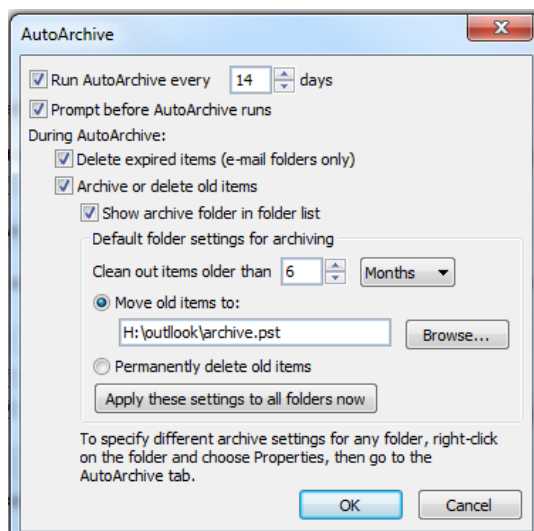 AutoArchive
Run AutoArchive every 14 days
Prompt before AutoArchive runs
During AutoArchive:
Delete expired items (e-mail folders only)
Archive or delete old items
Show archive folder in folder list
Default folder settings for archiving
Clean out items older than 6 Months
Move old items to:
H:\outllook\archive.pst Browse...
Permanently delete old items
Apply these settings to all folders now
To specify different archive settings for any folder, right-click
on the folder and choose Properties, then go to the
AutoArchive tab.
OK Cancel